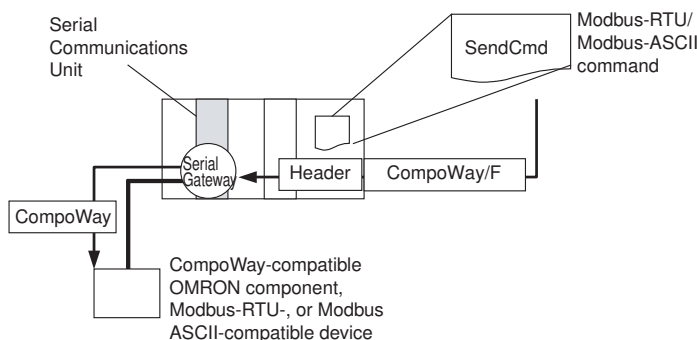 Serial
Communications
Unit
SendCmd
Modbus-RTU/
Modbus-ASCII
command
Serial
Gateway
Header
CompoWay/F
CompoWay
CompoWay-compatible
OMRON component,
Modbus-RTU-, or Modbus
ASCII-compatible device